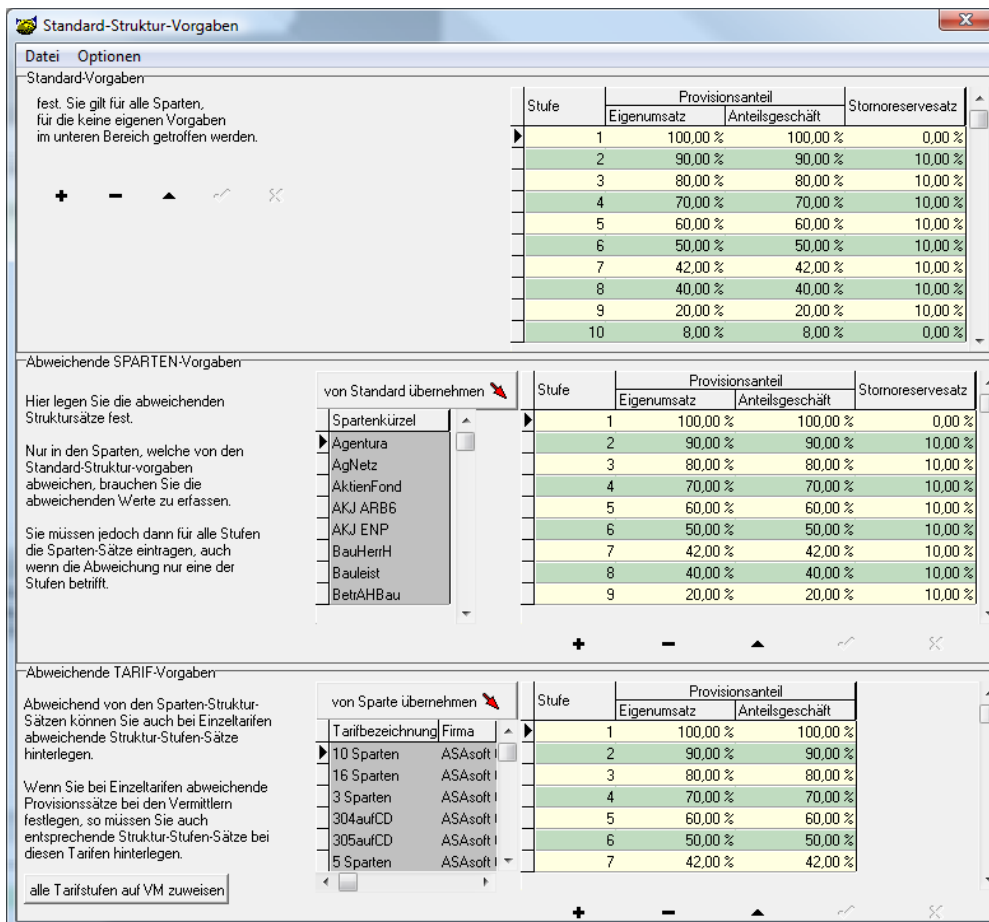 Standard-Struktur-Vorgaben
Datei Optionen
Standard-Vorgaben
fest. Sie gilt für alle Sparten,
für die keine eigenen Vorgaben
im unteren Bereich getroffen werden.
Stufe Provisionsanteil Stornoreservesatz
Eigenumsatz Anteilsgeschäft
1 100,00 % 100,00 % 0,00 %
2 90,00 % 90,00 % 10,00 %
3 80,00 % 80,00 % 10,00 %
4 70,00 % 70,00 % 10,00 %
5 60,00 % 60,00 % 10,00 %
6 50,00 % 50,00 % 10,00 %
7 42,00 % 42,00 % 10,00 %
8 40,00 % 40,00 % 10,00 %
9 20,00 % 20,00 % 10,00 %
10 8,00 % 8,00 % 0,00 %
Abweichende SPARTEN-Vorgaben
Hier legen Sie die abweichenden
Struktursätze fest.
Nur in den Sparten, welche von den
Standard-Struktur-vorgaben
abweichen, brauchen Sie die
abweichenden Werte zu erfassen.
Sie müssen jedoch dann für alle Stufen
die Sparten-Sätze eintragen, auch
wenn die Abweichung nur eine der
Stufen betrifft.
von Standard übernehmen
Spartenkürzel
Agentura
AgNetz
AktienFond
AKJ ARB6
AKJ ENP
BauHerrH
Bauleist
BetrAHBau
Stufe Provisionsanteil Stornoreservesatz
Eigenumsatz Anteilsgeschäft
1 100,00 % 100,00 % 0,00 %
2 90,00 % 90,00 % 10,00 %
3 80,00 % 80,00 % 10,00 %
4 70,00 % 70,00 % 10,00 %
5 60,00 % 60,00 % 10,00 %
6 50,00 % 50,00 % 10,00 %
7 42,00 % 42,00 % 10,00 %
8 40,00 % 40,00 % 10,00 %
9 20,00 % 20,00 % 10,00 %
Abweichende TARIF-Vorgaben
Abweichend von den Sparten-Struktur-
Sätzen können Sie auch bei Einzeltarifen
abweichende Struktur-Stufen-Sätze
hinterlegen.
Wenn Sie bei Einzeltarifen abweichende
Provisionssätze bei den Vermittlern
festlegen, so müssen Sie auch
entsprechende Struktur-Stufen-Sätze bei
diesen Tarifen hinterlegen.
alle Tarifstufen auf VM zuweisen
von Sparte übernehmen
Tarifbezeichnung Firma
10 Sparten ASAsoft
16 Sparten ASAsoft
3 Sparten ASAsoft
304aufCD ASAsoft
305aufCD ASAsoft
5 Sparten ASAsoft
Stufe Provisionsanteil
Eigenumsatz Anteilsgeschäft
1 100,00 % 100,00 %
2 90,00 % 90,00 %
3 80,00 % 80,00 %
4 70,00 % 70,00 %
5 60,00 % 60,00 %
6 50,00 % 50,00 %
7 42,00 % 42,00 %